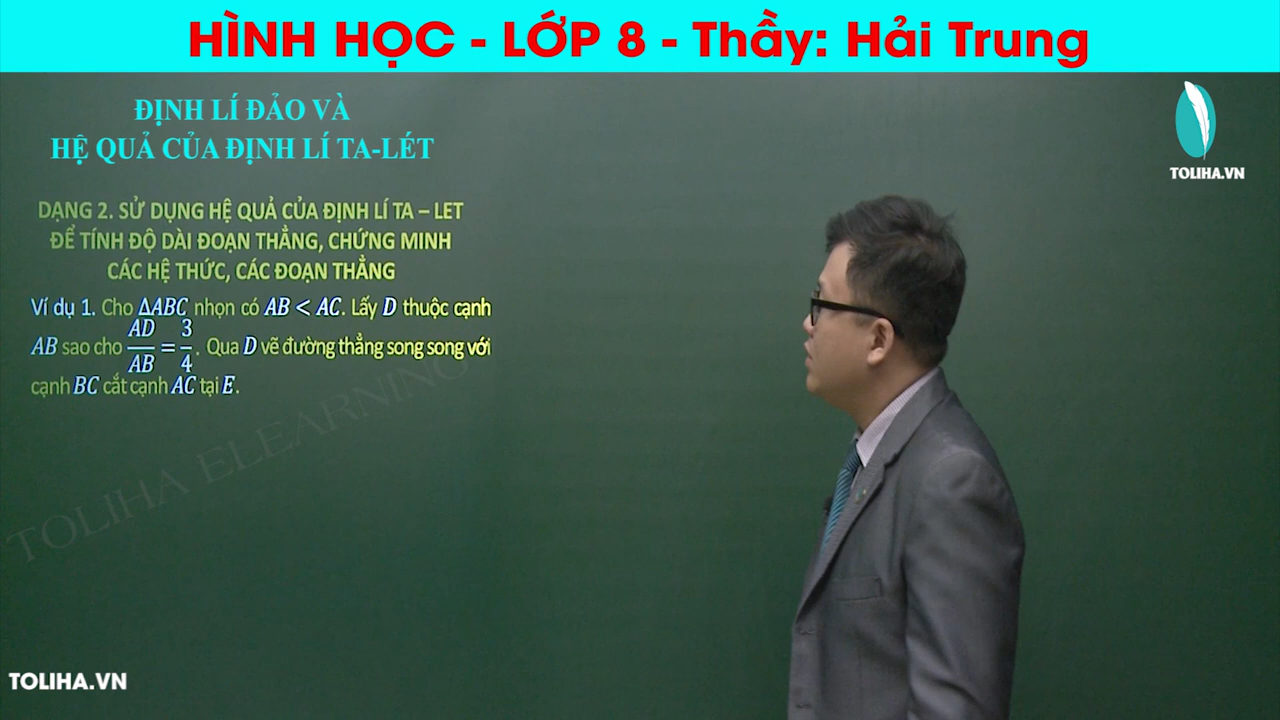 HÌNH HỌC - LỚP 8 - Thầy: Hải Trung
ĐỊNH LÍ ĐẢO VÀ
HỆ QUẢ CỦA ĐỊNH LÍ TA-LÉT
TOLIHA.VN
DẠNG 2. SỬ DỤNG HỆ QUẢ CỦA ĐỊNH LÍ TA – LET
ĐỂ TÍNH ĐỘ DÀI ĐOẠN THẲNG, CHỨNG MINH
CÁC HỆ THỨC, CÁC ĐOẠN THẲNG
Ví dụ 1. Cho ΔABC nhọn có AB < AC. Lấy D thuộc cạnh
AB sao cho AD/AB = 3/4. Qua D vẽ đường thẳng song song với
cạnh BC cắt cạnh AC tại E.
TOLIHA ELEARNING
TOLIHA.VN